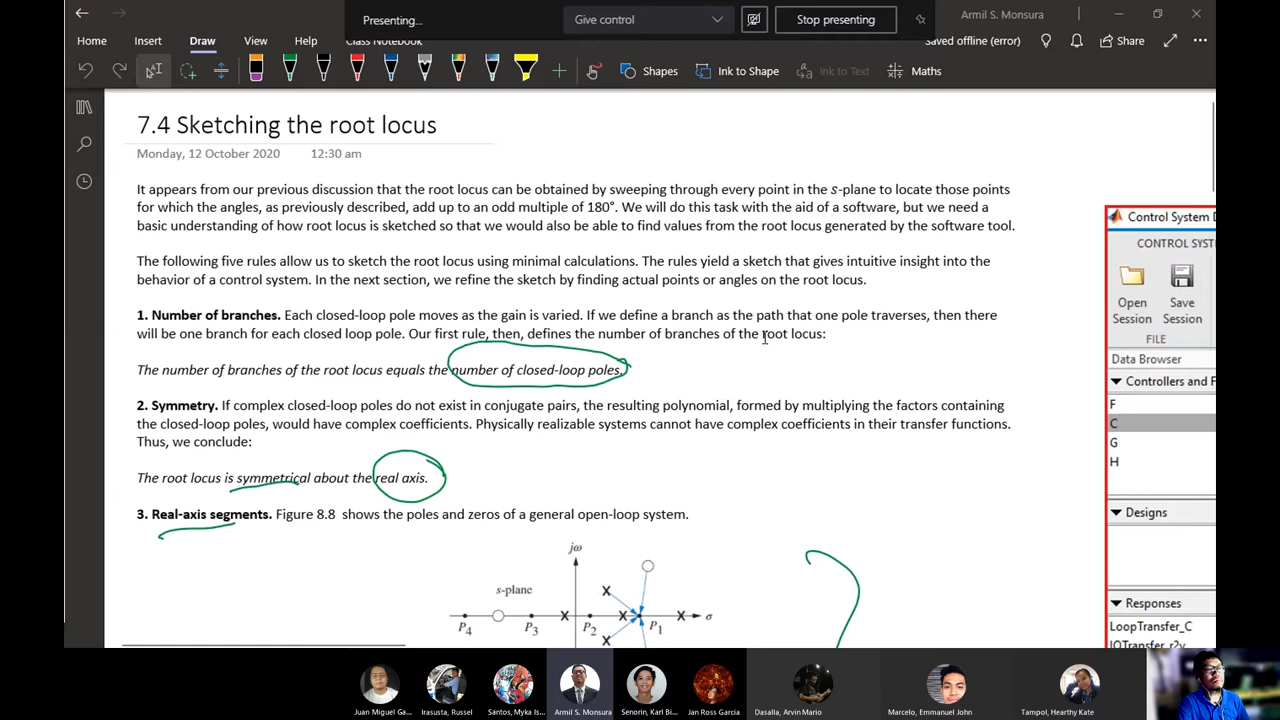 Presenting...
Give control
Stop presenting
Armil S. Monsura
Home
Insert
Draw
View
Help
Class Notebook
Saved offline (error)
Share
Shapes
Ink to Shape
Ink to Text
Maths
7.4 Sketching the root locus
Monday, 12 October 2020 12:30 am
It appears from our previous discussion that the root locus can be obtained by sweeping through every point in the s-plane to locate those points
for which the angles, as previously described, add up to an odd multiple of 180°. We will do this task with the aid of a software, but we need a
basic understanding of how root locus is sketched so that we would also be able to find values from the root locus generated by the software tool.
The following five rules allow us to sketch the root locus using minimal calculations. The rules yield a sketch that gives intuitive insight into the
behavior of a control system. In the next section, we refine the sketch by finding actual points or angles on the root locus.
1. Number of branches. Each closed-loop pole moves as the gain is varied. If we define a branch as the path that one pole traverses, then there
will be one branch for each closed loop pole. Our first rule, then, defines the number of branches of the root locus:
The number of branches of the root locus equals the number of closed-loop poles.
2. Symmetry. If complex closed-loop poles do not exist in conjugate pairs, the resulting polynomial, formed by multiplying the factors containing
the closed-loop poles, would have complex coefficients. Physically realizable systems cannot have complex coefficients in their transfer functions.
Thus, we conclude:
The root locus is symmetrical about the real axis.
3. Real-axis segments. Figure 8.8 shows the poles and zeros of a general open-loop system.
jω
s-plane
σ
P4
P3
P2
P1
Control System D
CONTROL SYST
Open
Session
Save
Session
FILE
Data Browser
Controllers and F
F
C
G
H
Designs
Responses
LoopTransfer_C
IOTransfer_r2y
Juan Miguel Ga...
Irasusta, Russel
Santos, Myka Is...
Armil S. Monsura
Senorin, Karl Bi...
Jan Ross Garcia
Dasalla, Arvin Mario
Marcelo, Emmanuel John
Tampol, Hearthy Kate